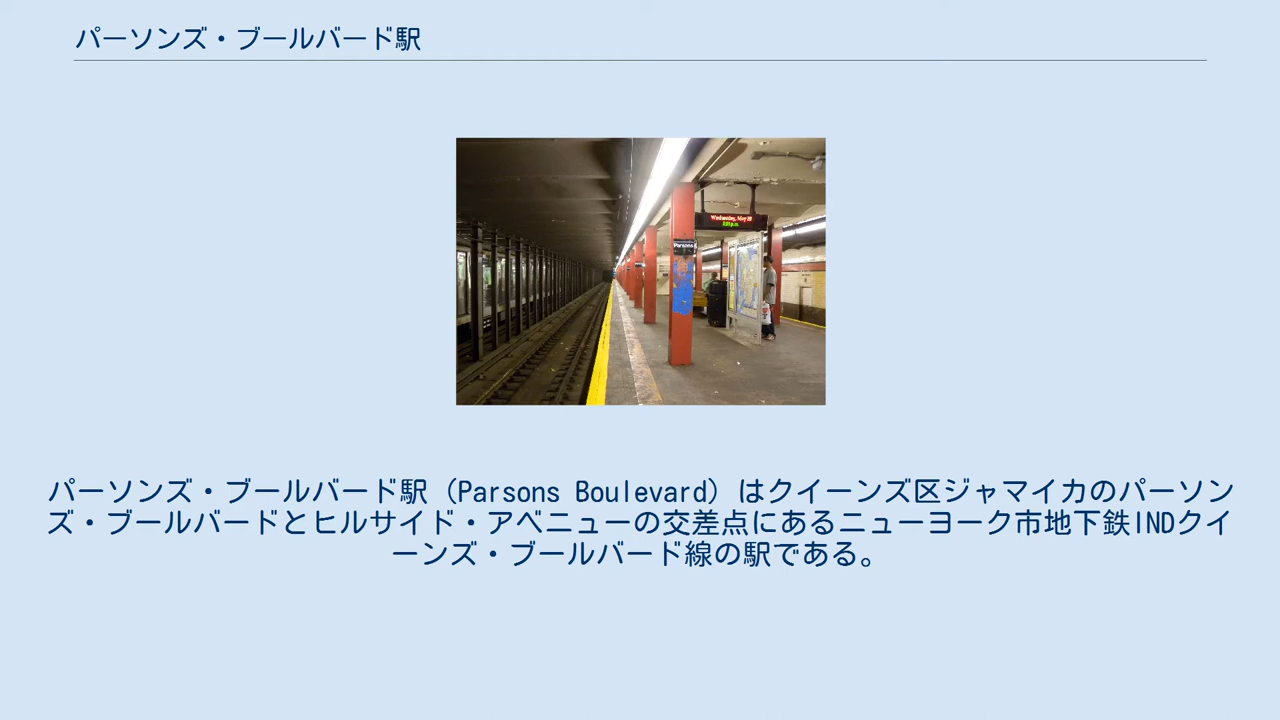 パーソンズ・ブールバード駅
Wednesday, May 28
Parsons
パーソンズ・ブールバード駅（Parsons Boulevard）はクイーンズ区ジャマイカのパーソン
ズ・ブールバードとヒルサイド・アベニューの交差点にあるニューヨーク市地下鉄INDクイ
ーンズ・ブールバード線の駅である。